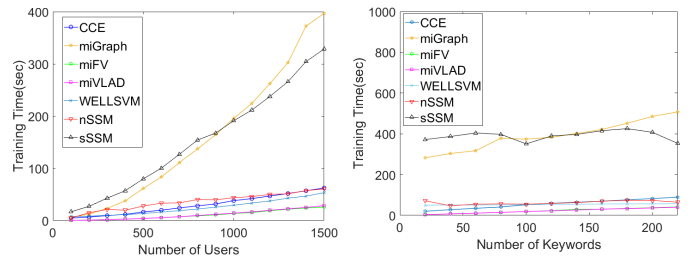 400
300
200
100
0
Training Time(sec)
CCE
miGraph
miFV
miVLAD
WELLSVM
nSSM
sSSM
0 500 1000 1500
Number of Users
1000
800
600
400
200
0
Training Time(sec)
CCE
miGraph
miFV
miVLAD
WELLSVM
nSSM
sSSM
0 50 100 150 200
Number of Keywords